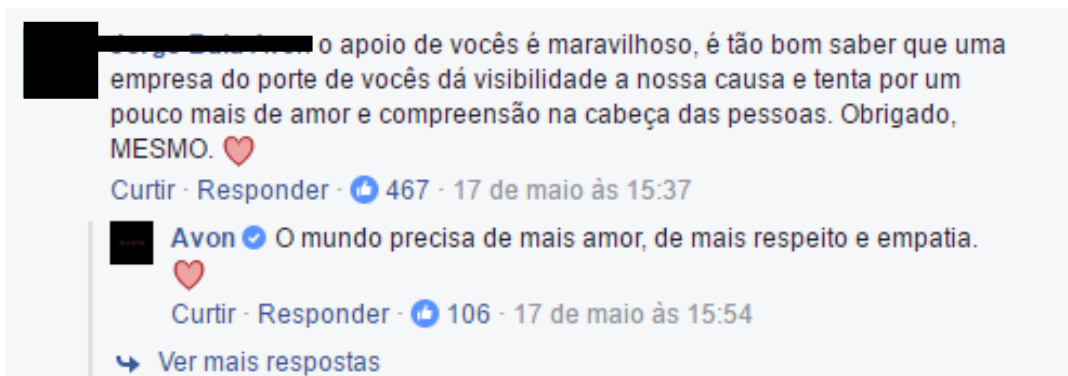 o apoio de vocês é maravilhoso, é tão bom saber que uma
empresa do porte de vocês dá visibilidade a nossa causa e tenta por um
pouco mais de amor e compreensão na cabeça das pessoas. Obrigado,
MESMO.
Curtir · Responder · 467 · 17 de maio às 15:37
Avon O mundo precisa de mais amor, de mais respeito e empatia.
Curtir · Responder · 106 · 17 de maio às 15:54
Ver mais respostas